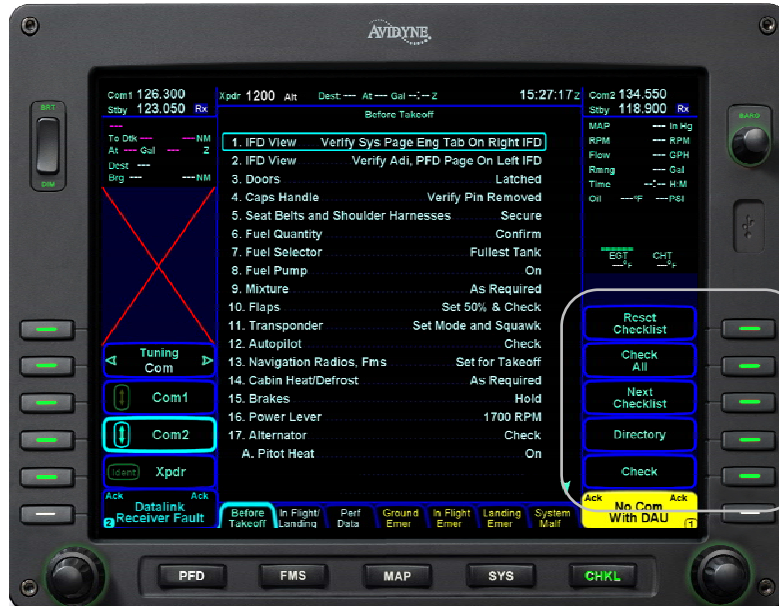 AVIDYNE
BRT
DIM
BARO
Com1 126.300
Stby 123.050 Rx
Xpdr 1200 Alt Dest:--- At--- Gal --:-- Z 15:27:17Z
Com2 134.550
Stby 118.900 Rx
Before Takeoff
---
To Dtk --- ---NM
At --- Gal --- Z
Dest ---
Brg --- ---NM
MAP --- In Hg
RPM --- RPM
Flow --- GPH
Rmng --- Gal
Time --:-- H:M
Oil ---°F ---PSI
EGT CHT
---°F ---°F
1. IFD View Verify Sys Page Eng Tab On Right IFD
2. IFD View Verify Adi, PFD Page On Left IFD
3. Doors Latched
4. Caps Handle Verify Pin Removed
5. Seat Belts and Shoulder Harnesses Secure
6. Fuel Quantity Confirm
7. Fuel Selector Fullest Tank
8. Fuel Pump On
9. Mixture As Required
10. Flaps Set 50% & Check
11. Transponder Set Mode and Squawk
12. Autopilot Check
13. Navigation Radios, Fms Set for Takeoff
14. Cabin Heat/Defrost As Required
15. Brakes Hold
16. Power Lever 1700 RPM
17. Alternator Check
A. Pitot Heat On
Tuning
Com
Com1
Com2
Ident Xpdr
Ack Ack
Datalink
2 Receiver Fault
Reset
Checklist
Check
All
Next
Checklist
Directory
Check
Ack Ack
No Com
With DAU 1
Before
Takeoff
In Flight/
Landing
Perf
Data
Ground
Emer
In Flight
Emer
Landing
Emer
System
Malf
PFD
FMS
MAP
SYS
CHKL